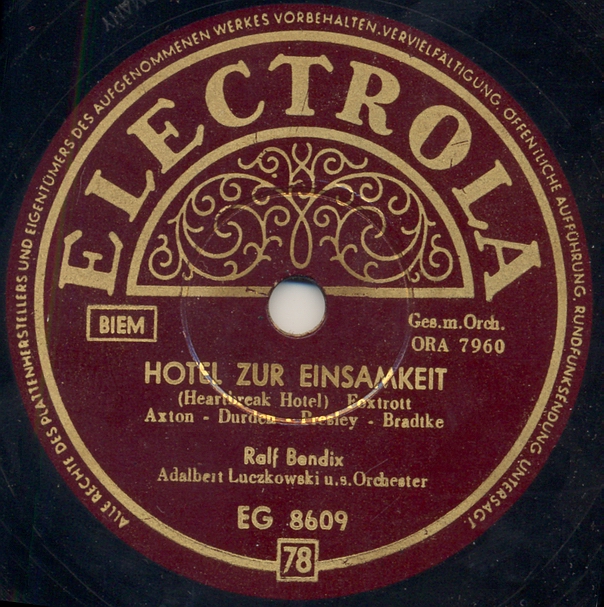 ALLE RECHTE DES PLATTENHERSTELLERS UND EIGENTÜMERS DES AUFGENOMMENEN WERKES VORBEHALTEN. VERVIELFÄLTIGUNG, ÖFFENTLICHE AUFFÜHRUNG, RUNDFUNKSENDUNG, UNTERSAGT.
ELECTROLA
BIEM
Ges.m.Orch.
ORA 7960
HOTEL ZUR EINSAMKEIT
(Heartbreak Hotel) Foxtrott
Axton - Durden - Presley - Bradtke
Ralf Bendix
Adalbert Luczkowski u.s.Orchester
EG 8609
78